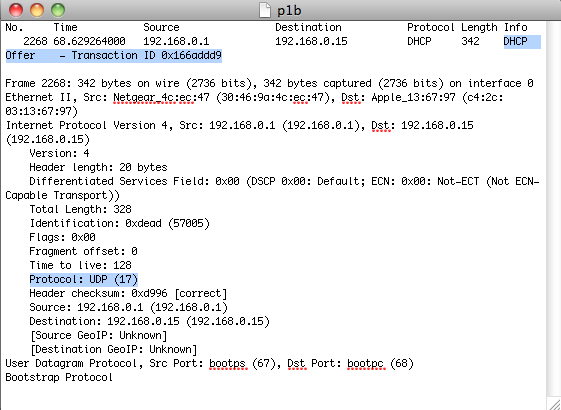 p1b
No. Time Source Destination Protocol Length Info
2268 68.629264000 192.168.0.1 192.168.0.15 DHCP 342 DHCP
Offer – Transaction ID 0x166addd9
Frame 2268: 342 bytes on wire (2736 bits), 342 bytes captured (2736 bits) on interface 0
Ethernet II, Src: Netgear_4c:ec:47 (30:46:9a:4c:ec:47), Dst: Apple_13:67:97 (c4:2c:
03:13:67:97)
Internet Protocol Version 4, Src: 192.168.0.1 (192.168.0.1), Dst: 192.168.0.15
(192.168.0.15)
Version: 4
Header length: 20 bytes
Differentiated Services Field: 0x00 (DSCP 0x00: Default; ECN: 0x00: Not-ECT (Not ECN-
Capable Transport))
Total Length: 328
Identification: 0xdead (57005)
Flags: 0x00
Fragment offset: 0
Time to live: 128
Protocol: UDP (17)
Header checksum: 0xd996 [correct]
Source: 192.168.0.1 (192.168.0.1)
Destination: 192.168.0.15 (192.168.0.15)
[Source GeoIP: Unknown]
[Destination GeoIP: Unknown]
User Datagram Protocol, Src Port: bootps (67), Dst Port: bootpc (68)
Bootstrap Protocol